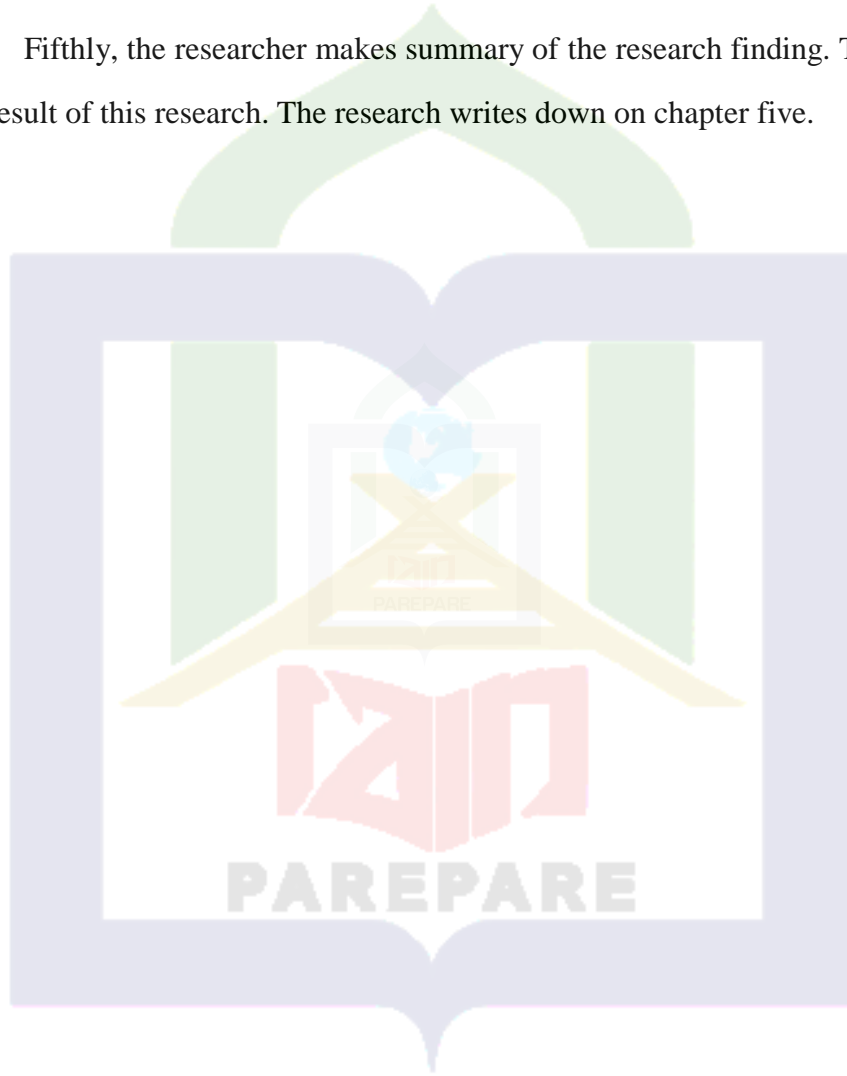 Fifthly, the researcher makes summary of the research finding. T
esult of this research. The research writes down on chapter five.
PAREPARE
iain
PAREPARE